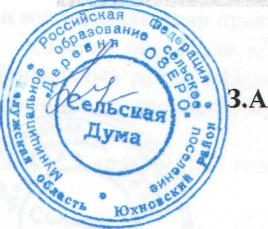 Российская Федерация
Муниципальное образование сельское поселение
Деревня ОЗЕРО
Калужская область * Юхновский район *
Сельская
Дума
З.А